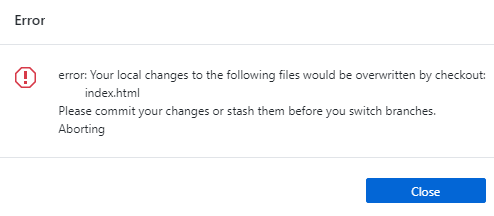 Error
error: Your local changes to the following files would be overwritten by checkout:
index.html
Please commit your changes or stash them before you switch branches.
Aborting
Close